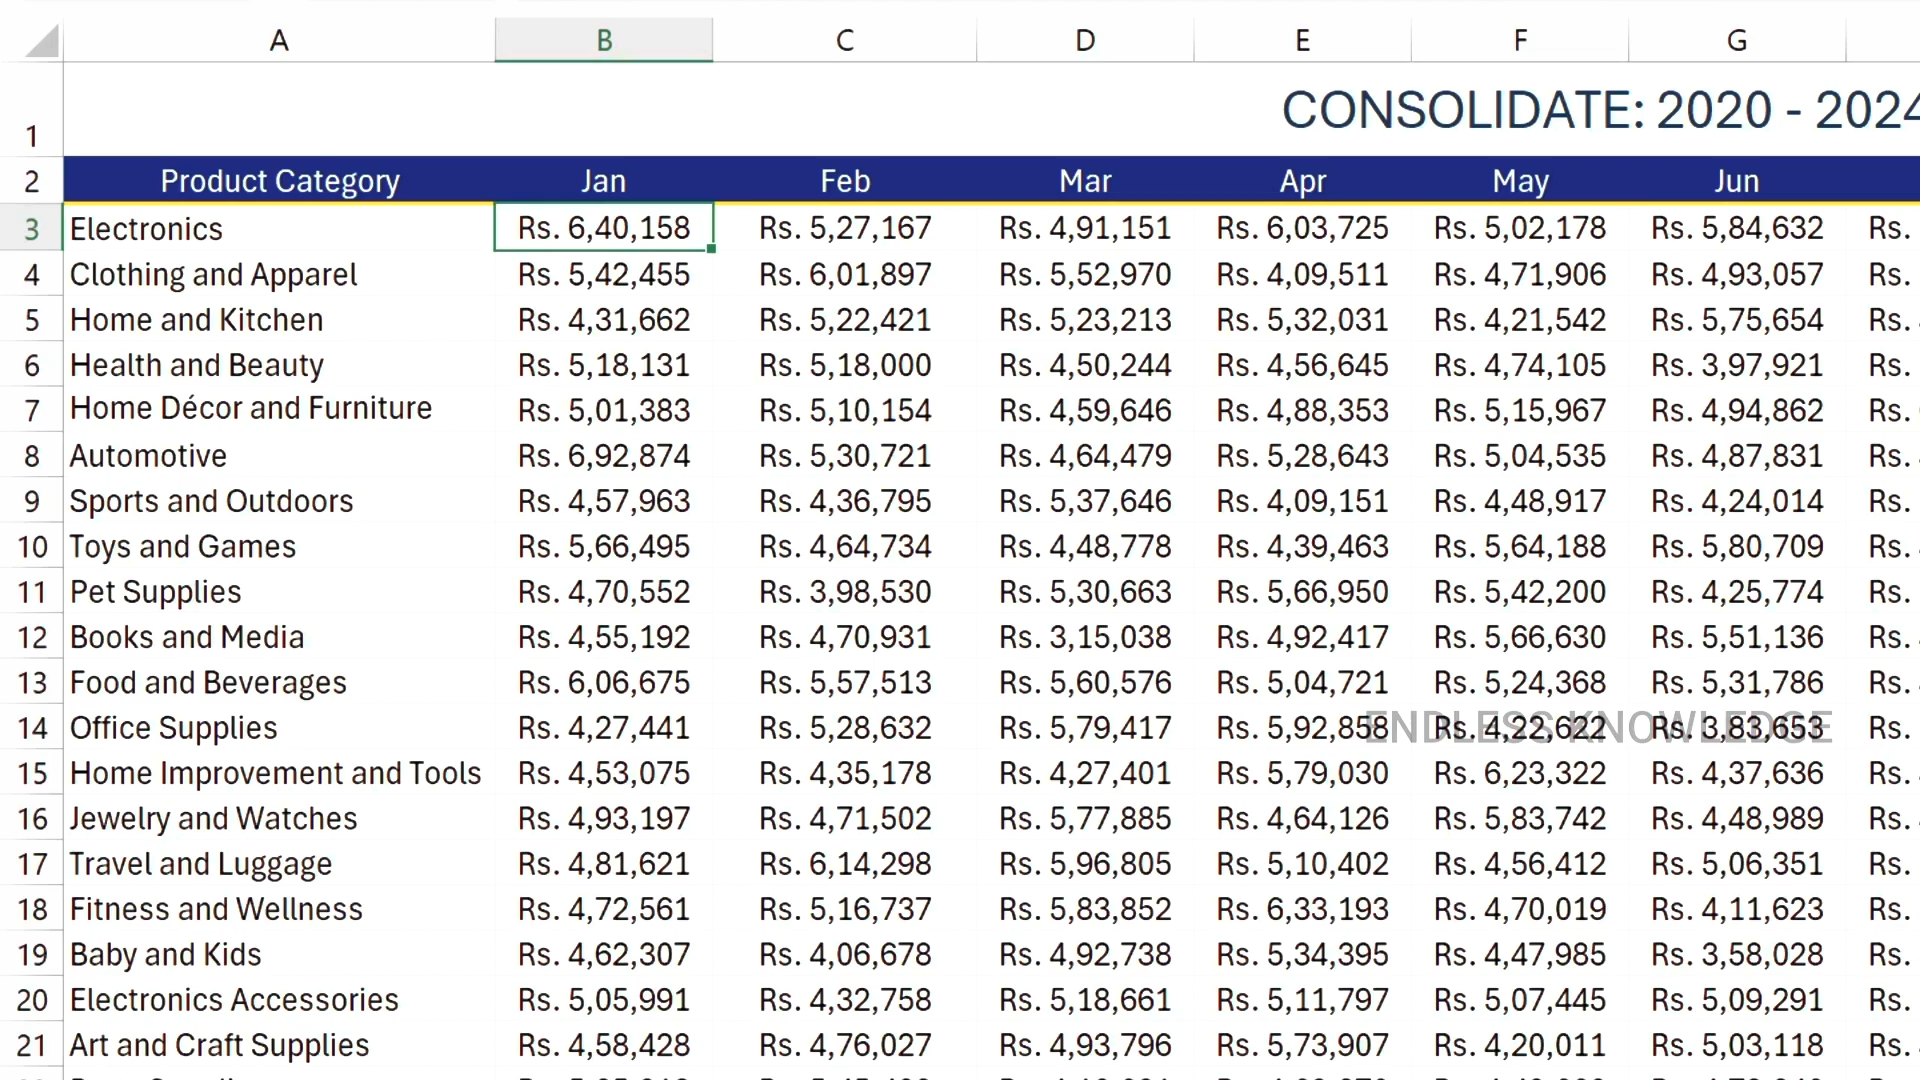 A B C D E F G
1 CONSOLIDATE: 2020 - 2024
2 Product Category Jan Feb Mar Apr May Jun
3 Electronics Rs. 6,40,158 Rs. 5,27,167 Rs. 4,91,151 Rs. 6,03,725 Rs. 5,02,178 Rs. 5,84,632 Rs.
4 Clothing and Apparel Rs. 5,42,455 Rs. 6,01,897 Rs. 5,52,970 Rs. 4,09,511 Rs. 4,71,906 Rs. 4,93,057 Rs.
5 Home and Kitchen Rs. 4,31,662 Rs. 5,22,421 Rs. 5,23,213 Rs. 5,32,031 Rs. 4,21,542 Rs. 5,75,654 Rs.
6 Health and Beauty Rs. 5,18,131 Rs. 5,18,000 Rs. 4,50,244 Rs. 4,56,645 Rs. 4,74,105 Rs. 3,97,921 Rs.
7 Home Décor and Furniture Rs. 5,01,383 Rs. 5,10,154 Rs. 4,59,646 Rs. 4,88,353 Rs. 5,15,967 Rs. 4,94,862 Rs.
8 Automotive Rs. 6,92,874 Rs. 5,30,721 Rs. 4,64,479 Rs. 5,28,643 Rs. 5,04,535 Rs. 4,87,831 Rs.
9 Sports and Outdoors Rs. 4,57,963 Rs. 4,36,795 Rs. 5,37,646 Rs. 4,09,151 Rs. 4,48,917 Rs. 4,24,014 Rs.
10 Toys and Games Rs. 5,66,495 Rs. 4,64,734 Rs. 4,48,778 Rs. 4,39,463 Rs. 5,64,188 Rs. 5,80,709 Rs.
11 Pet Supplies Rs. 4,70,552 Rs. 3,98,530 Rs. 5,30,663 Rs. 5,66,950 Rs. 5,42,200 Rs. 4,25,774 Rs.
12 Books and Media Rs. 4,55,192 Rs. 4,70,931 Rs. 3,15,038 Rs. 4,92,417 Rs. 5,66,630 Rs. 5,51,136 Rs.
13 Food and Beverages Rs. 6,06,675 Rs. 5,57,513 Rs. 5,60,576 Rs. 5,04,721 Rs. 5,24,368 Rs. 5,31,786 Rs.
14 Office Supplies Rs. 4,27,441 Rs. 5,28,632 Rs. 5,79,417 Rs. 5,92,858 Rs. 4,22,622 Rs. 3,83,653 Rs.
ENDLESS KNOWLEDGE
15 Home Improvement and Tools Rs. 4,53,075 Rs. 4,35,178 Rs. 4,27,401 Rs. 5,79,030 Rs. 6,23,322 Rs. 4,37,636 Rs.
16 Jewelry and Watches Rs. 4,93,197 Rs. 4,71,502 Rs. 5,77,885 Rs. 4,64,126 Rs. 5,83,742 Rs. 4,48,989 Rs.
17 Travel and Luggage Rs. 4,81,621 Rs. 6,14,298 Rs. 5,96,805 Rs. 5,10,402 Rs. 4,56,412 Rs. 5,06,351 Rs.
18 Fitness and Wellness Rs. 4,72,561 Rs. 5,16,737 Rs. 5,83,852 Rs. 6,33,193 Rs. 4,70,019 Rs. 4,11,623 Rs.
19 Baby and Kids Rs. 4,62,307 Rs. 4,06,678 Rs. 4,92,738 Rs. 5,34,395 Rs. 4,47,985 Rs. 3,58,028 Rs.
20 Electronics Accessories Rs. 5,05,991 Rs. 4,32,758 Rs. 5,18,661 Rs. 5,11,797 Rs. 5,07,445 Rs. 5,09,291 Rs.
21 Art and Craft Supplies Rs. 4,58,428 Rs. 4,76,027 Rs. 4,93,796 Rs. 5,73,907 Rs. 4,20,011 Rs. 5,03,118 Rs.